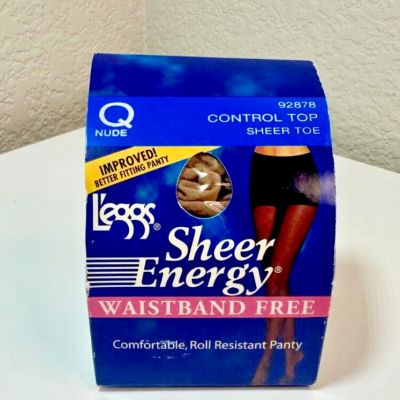 Q
NUDE
92878
CONTROL TOP
SHEER TOE
IMPROVED!
BETTER FITTING PANTY
L'eggs®
Sheer
Energy®
WAISTBAND FREE
Comfortable, Roll Resistant Panty